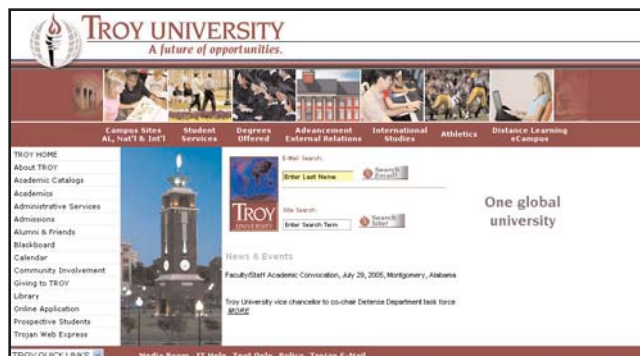 TROY UNIVERSITY
A future of opportunities.
Campus Sites
AL, Nat'l & Int'l
Student
Services
Degrees
Offered
Advancement
External Relations
International
Studies
Athletics
Distance Learning
eCampus
TROY HOME
About TROY
Academic Catalogs
Academics
Administrative Services
Admissions
Alumni & Friends
Blackboard
Calendar
Community Involvement
Giving to TROY
Library
Online Application
Prospective Students
Trojan Web Express
TROY QUICK LINKS
E-Mail Search:
Enter Last Name
Search
Email!
TROY
UNIVERSITY
Site Search:
Enter Search Term
Search
Site!
One global
university
News & Events
Faculty/Staff Academic Convocation, July 29, 2005, Montgomery, Alabama
Troy University vice chancellor to co-chair Defense Department task force
MORE
Media Room IT Help Text Only Policy Trojan E-Mail